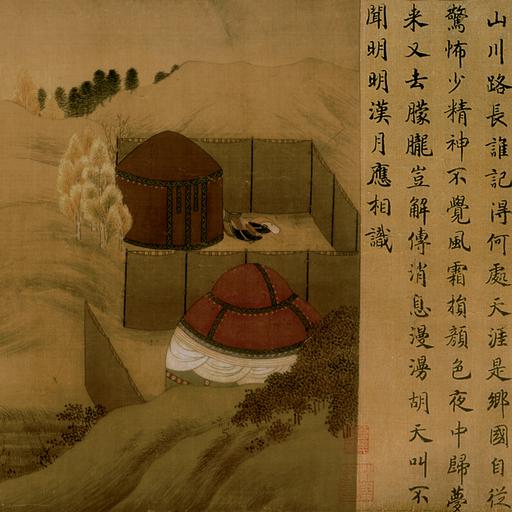 山川路長誰記得何處天涯是鄉國自從
驚怖少精神不覺風霜損顏色夜中歸夢
来又去朦朧豈解傳消息漫漫胡天叫不
聞明明漢月應相識